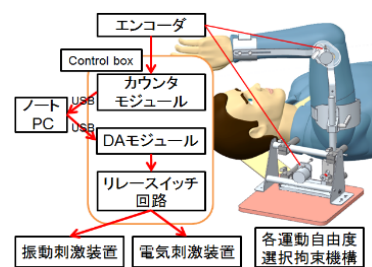 エンコーダ
Control box
カウンタ
モジュール
USB
ノート
PC
USB
DAモジュール
リレースイッチ
回路
振動刺激装置
電気刺激装置
各運動自由度
選択拘束機構